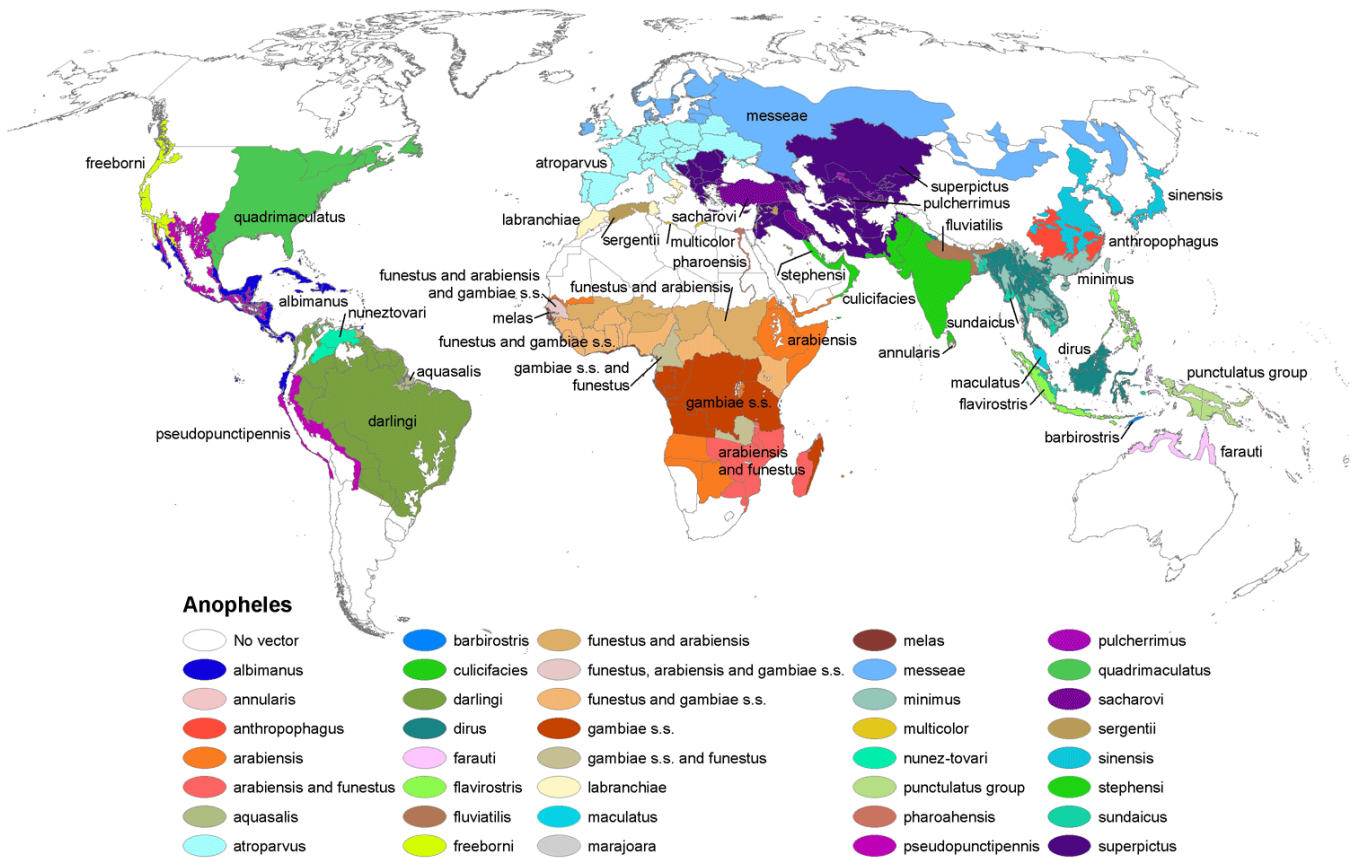 messeae
freeborni
atroparvus
superpictus
pulcherrimus
sinensis
quadrimaculatus
labranchiae
sacharovi
fluviatilis
sergentii
multicolor
anthropophagus
pharoensis
stephensi
funestus and arabiensis
and gambiae s.s.
funestus and arabiensis
minimus
albimanus
culicifacies
nuneztovari
melas
sundaicus
funestus and gambiae s.s.
arabiensis
annularis
dirus
gambiae s.s. and
funestus
aquasalis
maculatus
punctulatus group
flavirostris
gambiae s.s.
darlingi
pseudopunctipennis
barbirostris
arabiensis
and funestus
farauti
Anopheles
No vector
albimanus
annularis
anthropophagus
arabiensis
arabiensis and funestus
aquasalis
atroparvus
barbirostris
culicifacies
darlingi
dirus
farauti
flavirostris
fluviatilis
freeborni
funestus and arabiensis
funestus, arabiensis and gambiae s.s.
funestus and gambiae s.s.
gambiae s.s.
gambiae s.s. and funestus
labranchiae
maculatus
marajoara
melas
messeae
minimus
multicolor
nunez-tovari
punctulatus group
pharoahensis
pseudopunctipennis
pulcherrimus
quadrimaculatus
sacharovi
sergentii
sinensis
stephensi
sundaicus
superpictus